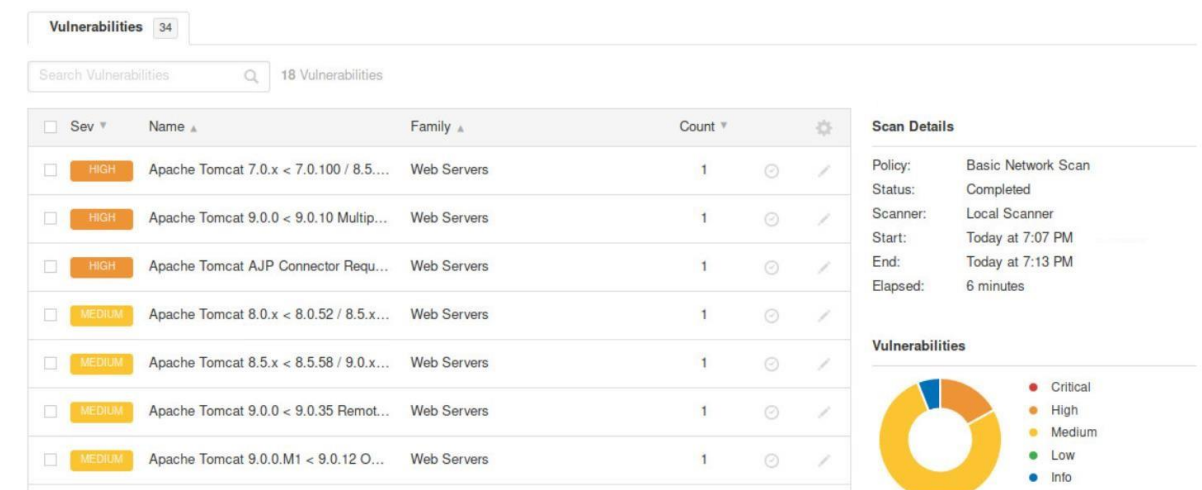 Vulnerabilities 34
Search Vulnerabilities 18 Vulnerabilities
Sev Name Family Count
HIGH Apache Tomcat 7.0.x < 7.0.100 / 8.5.... Web Servers 1
HIGH Apache Tomcat 9.0.0 < 9.0.10 Multip... Web Servers 1
HIGH Apache Tomcat AJP Connector Requ... Web Servers 1
MEDIUM Apache Tomcat 8.0.x < 8.0.52 / 8.5.x... Web Servers 1
MEDIUM Apache Tomcat 8.5.x < 8.5.58 / 9.0.x... Web Servers 1
MEDIUM Apache Tomcat 9.0.0 < 9.0.35 Remot... Web Servers 1
MEDIUM Apache Tomcat 9.0.0.M1 < 9.0.12 O... Web Servers 1
Scan Details
Policy: Basic Network Scan
Status: Completed
Scanner: Local Scanner
Start: Today at 7:07 PM
End: Today at 7:13 PM
Elapsed: 6 minutes
Vulnerabilities
Critical
High
Medium
Low
Info